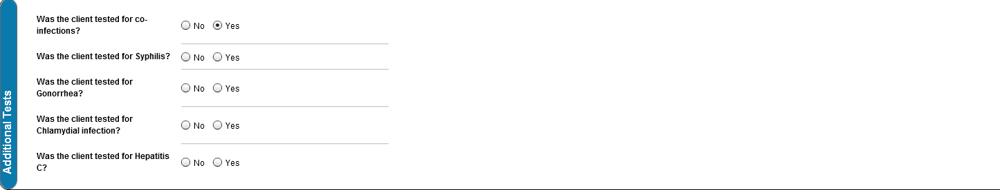 Additional Tests
Was the client tested for co-
infections?
No Yes
Was the client tested for Syphilis?
No Yes
Was the client tested for
Gonorrhea?
No Yes
Was the client tested for
Chlamydial infection?
No Yes
Was the client tested for Hepatitis
C?
No Yes